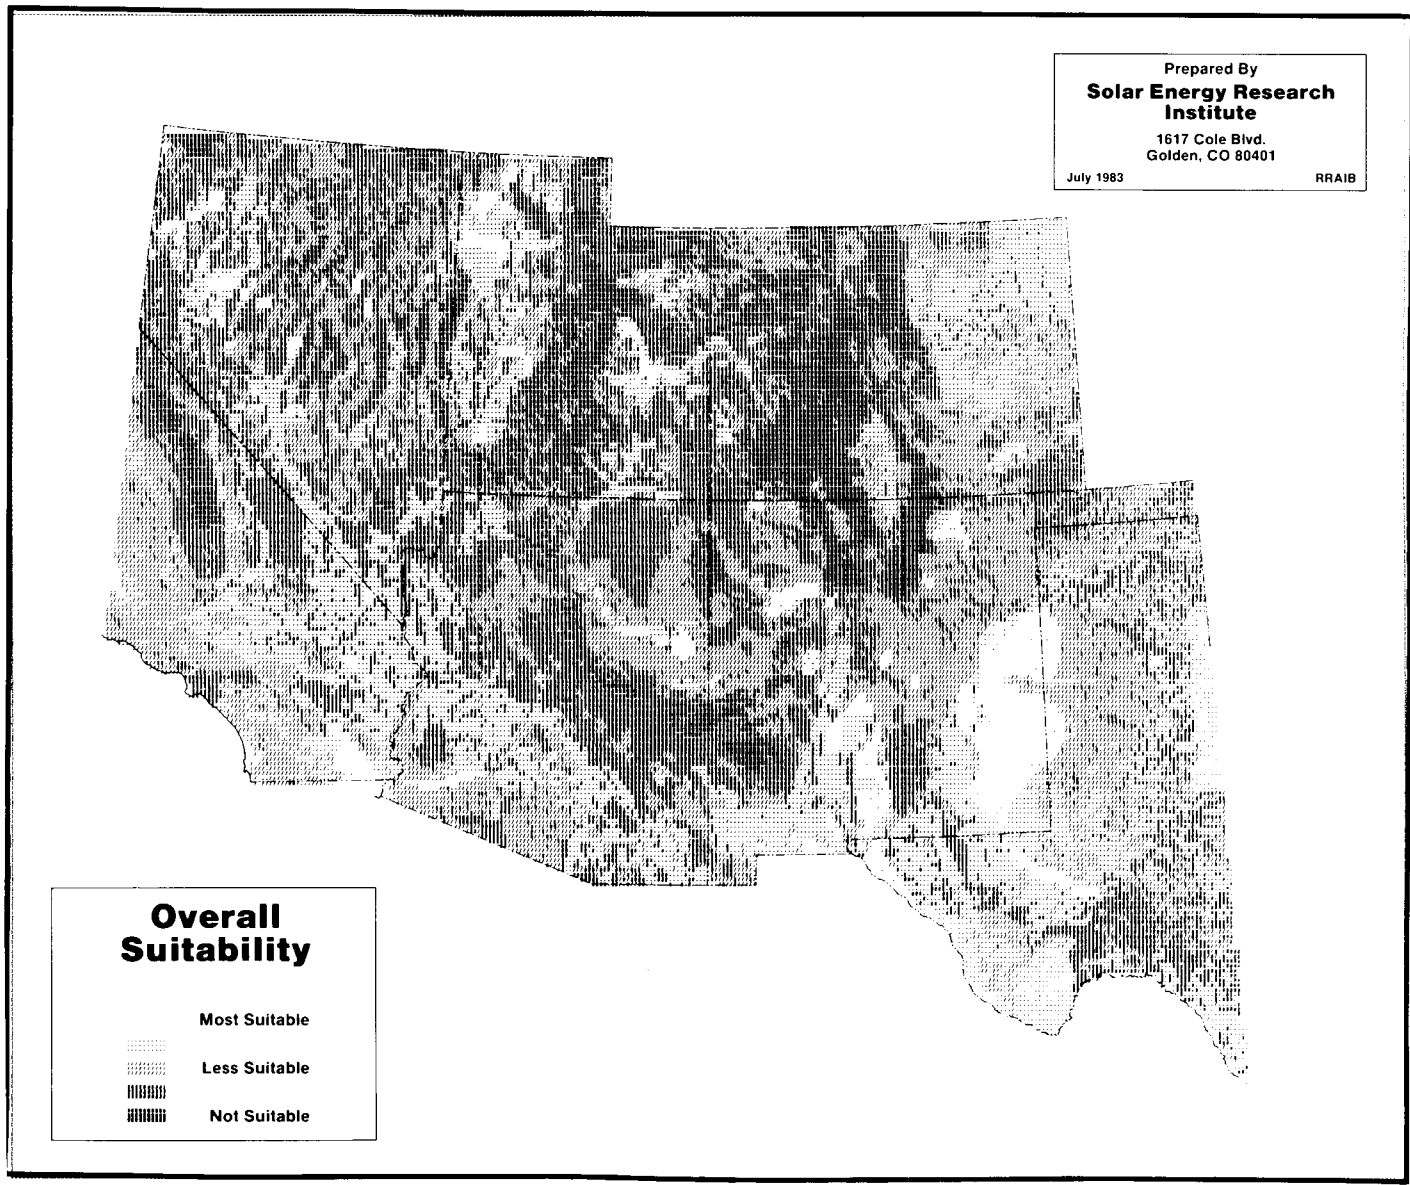 Prepared By
Solar Energy Research
Institute
1617 Cole Blvd.
Golden, CO 80401
July 1983 RRAIB
Overall
Suitability
Most Suitable
Less Suitable
Not Suitable